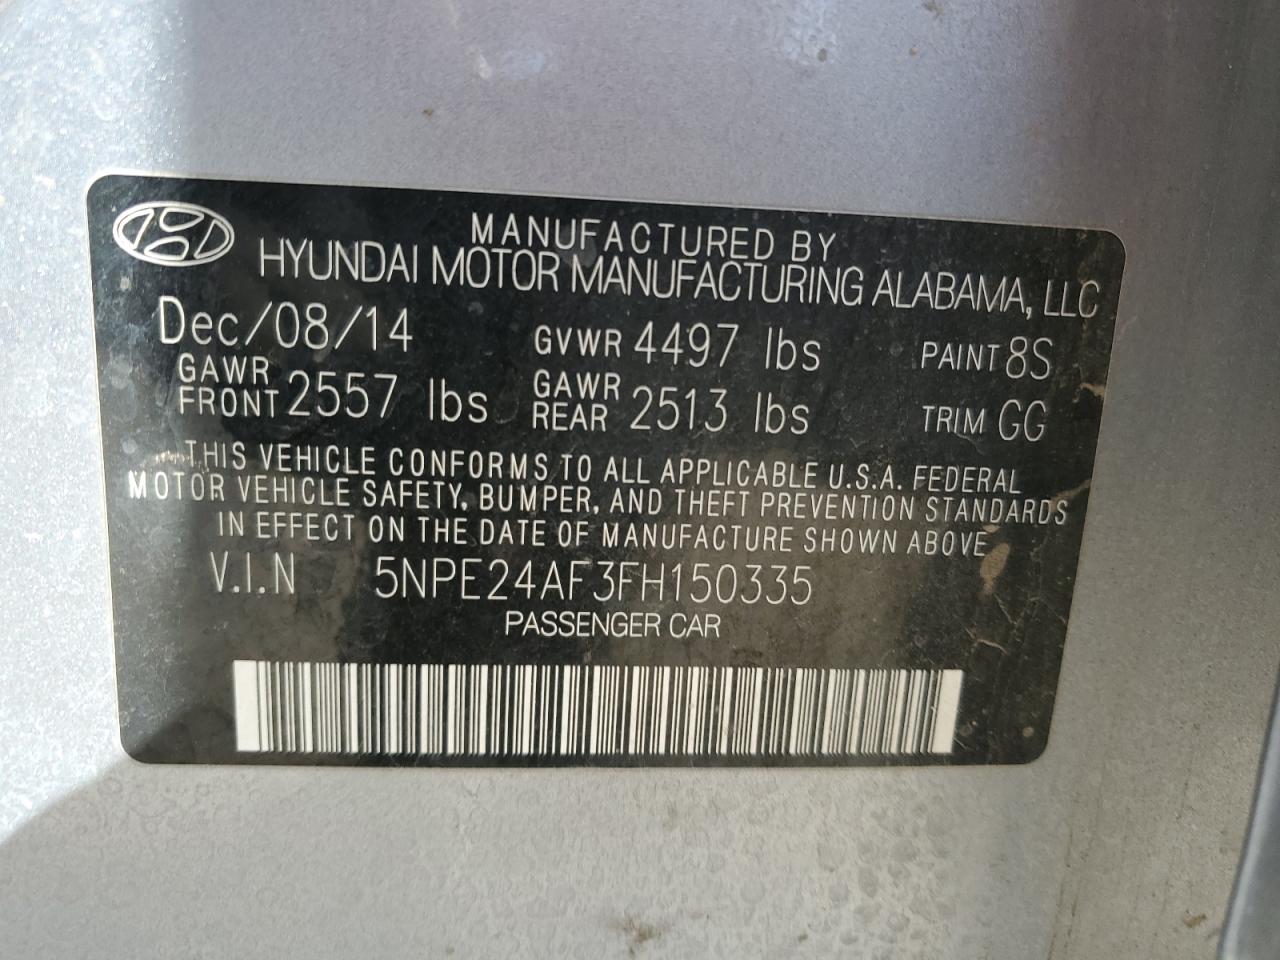 MANUFACTURED BY
HYUNDAI MOTOR MANUFACTURING ALABAMA, LLC
Dec/08/14 GVWR 4497 lbs PAINT 8S
GAWR FRONT 2557 lbs GAWR REAR 2513 lbs TRIM GG
THIS VEHICLE CONFORMS TO ALL APPLICABLE U.S.A. FEDERAL
MOTOR VEHICLE SAFETY, BUMPER, AND THEFT PREVENTION STANDARDS
IN EFFECT ON THE DATE OF MANUFACTURE SHOWN ABOVE
V.I.N 5NPE24AF3FH150335
PASSENGER CAR